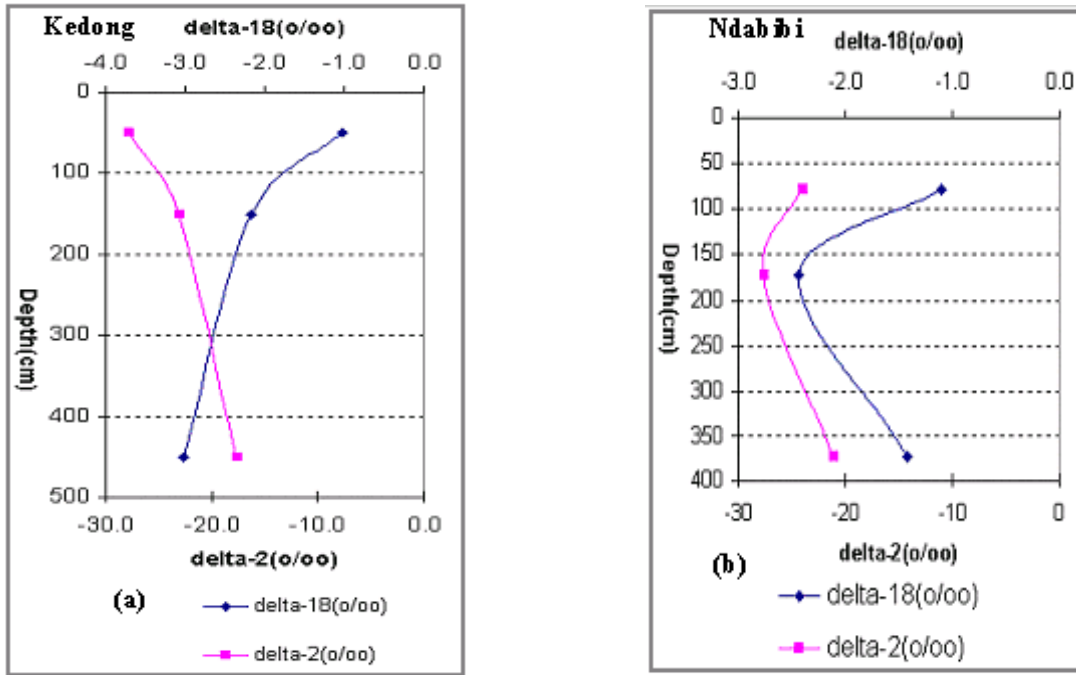 Kedong
delta-18(o/oo)
-4.0 -3.0 -2.0 -1.0 0.0
0
100
200
300
400
500
Depth(cm)
-30.0 -20.0 -10.0 0.0
delta-2(o/oo)
(a)
delta-18(o/oo)
delta-2(o/oo)
Ndabibi
delta-18(o/oo)
-3.0 -2.0 -1.0 0.0
0
50
100
150
200
250
300
350
400
Depth(cm)
-30 -20 -10 0.0
delta-2(o/oo)
(b)
delta-18(o/oo)
delta-2(o/oo)